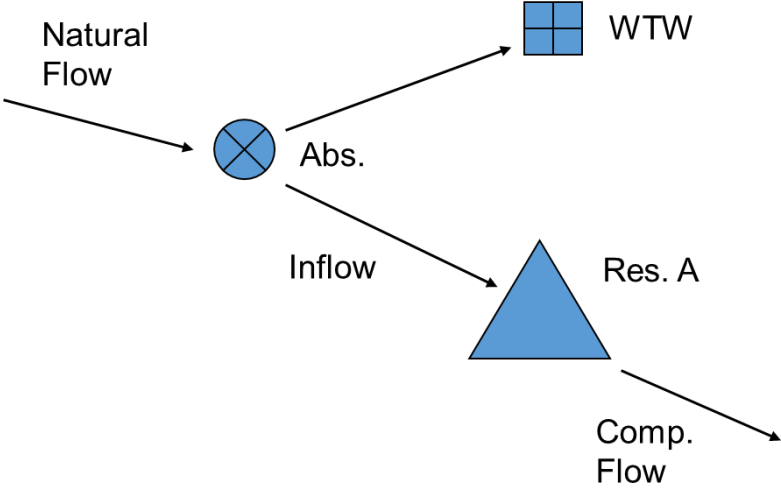 Natural
Flow
WTW
Abs.
Inflow
Res. A
Comp.
Flow